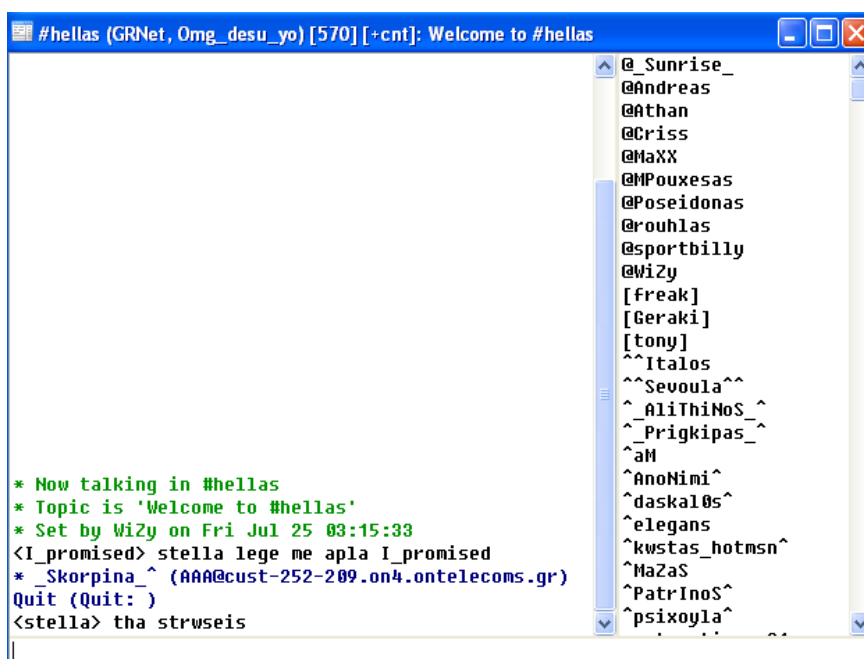 #hellas (GRNet, Omg_desu_yo) [570] [+cnt]: Welcome to #hellas
* Now talking in #hellas
* Topic is 'Welcome to #hellas'
* Set by WiZy on Fri Jul 25 03:15:33
<I_promised> stella lege me apla I_promised
* _Skorpina_^ (AAA@cust-252-209.on4.ontelecoms.gr)
Quit (Quit: )
<stella> tha strwseis
@_Sunrise_
@Andreas
@Athan
@Criss
@MaXX
@MPouxesas
@Poseidonas
@rouhlas
@sportbilly
@WiZy
[freak]
[Geraki]
[tony]
^^Italos
^^Sevoula^^
^_AliThiNoS_^
^_Prigkipas_^
^aM
^AnoNimi^
^daskal0s^
^elegans
^kwstas_hotmsn^
^MaZaS
^PatrInoS^
^psixoyla^